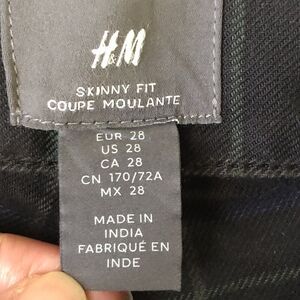 H&M
SKINNY FIT
COUPE MOULANTE
EUR 28
US 28
CA 28
CN 170/72A
MX 28
MADE IN
INDIA
FABRIQUÉ EN
INDE